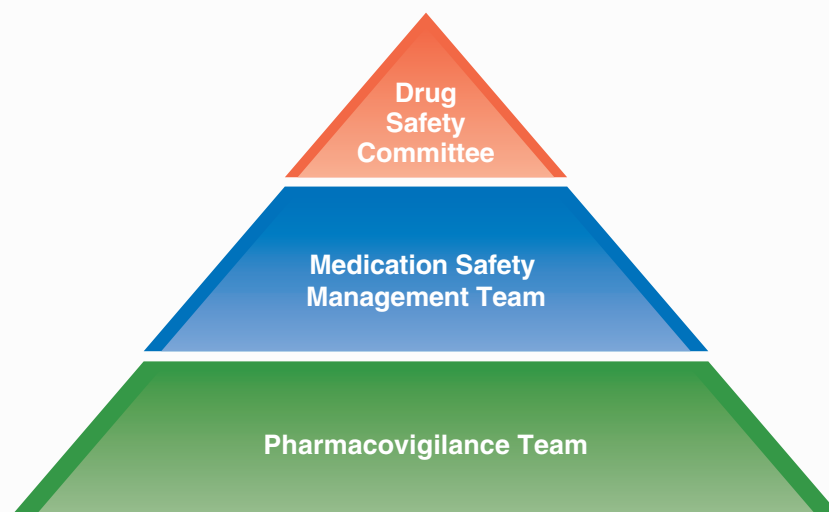 Drug
Safety
Committee
Medication Safety
Management Team
Pharmacovigilance Team